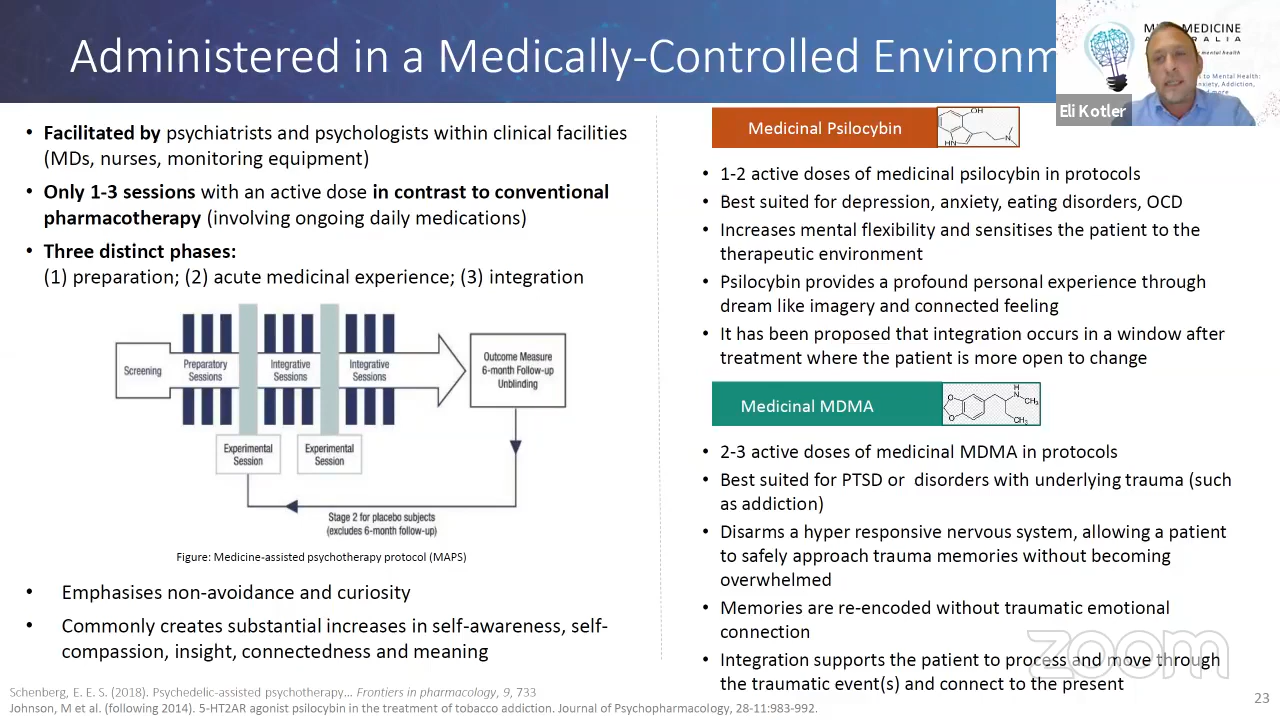 Administered in a Medically-Controlled Environm
MEDICINE
Eli Kotler
• Facilitated by psychiatrists and psychologists within clinical facilities
(MDs, nurses, monitoring equipment)
• Only 1-3 sessions with an active dose in contrast to conventional
pharmacotherapy (involving ongoing daily medications)
• Three distinct phases:
(1) preparation; (2) acute medicinal experience; (3) integration
Screening
Preparatory
Sessions
Integrative
Sessions
Integrative
Sessions
Outcome Measure
6-month Follow-up
Unblinding
Experimental
Session
Experimental
Session
Stage 2 for placebo subjects
(excludes 6-month follow-up)
Figure: Medicine-assisted psychotherapy protocol (MAPS)
• Emphasises non-avoidance and curiosity
• Commonly creates substantial increases in self-awareness, self-
compassion, insight, connectedness and meaning
Medicinal Psilocybin
OH
HN
N
• 1-2 active doses of medicinal psilocybin in protocols
• Best suited for depression, anxiety, eating disorders, OCD
• Increases mental flexibility and sensitises the patient to the
therapeutic environment
• Psilocybin provides a profound personal experience through
dream like imagery and connected feeling
• It has been proposed that integration occurs in a window after
treatment where the patient is more open to change
Medicinal MDMA
O
O
H
N
CH₃
CH₃
• 2-3 active doses of medicinal MDMA in protocols
• Best suited for PTSD or disorders with underlying trauma (such
as addiction)
• Disarms a hyper responsive nervous system, allowing a patient
to safely approach trauma memories without becoming
overwhelmed
• Memories are re-encoded without traumatic emotional
connection
• Integration supports the patient to process and move through
the traumatic event(s) and connect to the present
zoom
Schenberg, E. E. S. (2018). Psychedelic-assisted psychotherapy... Frontiers in pharmacology, 9, 733
Johnson, M et al. (following 2014). 5-HT2AR agonist psilocybin in the treatment of tobacco addiction. Journal of Psychopharmacology, 28-11:983-992.
23